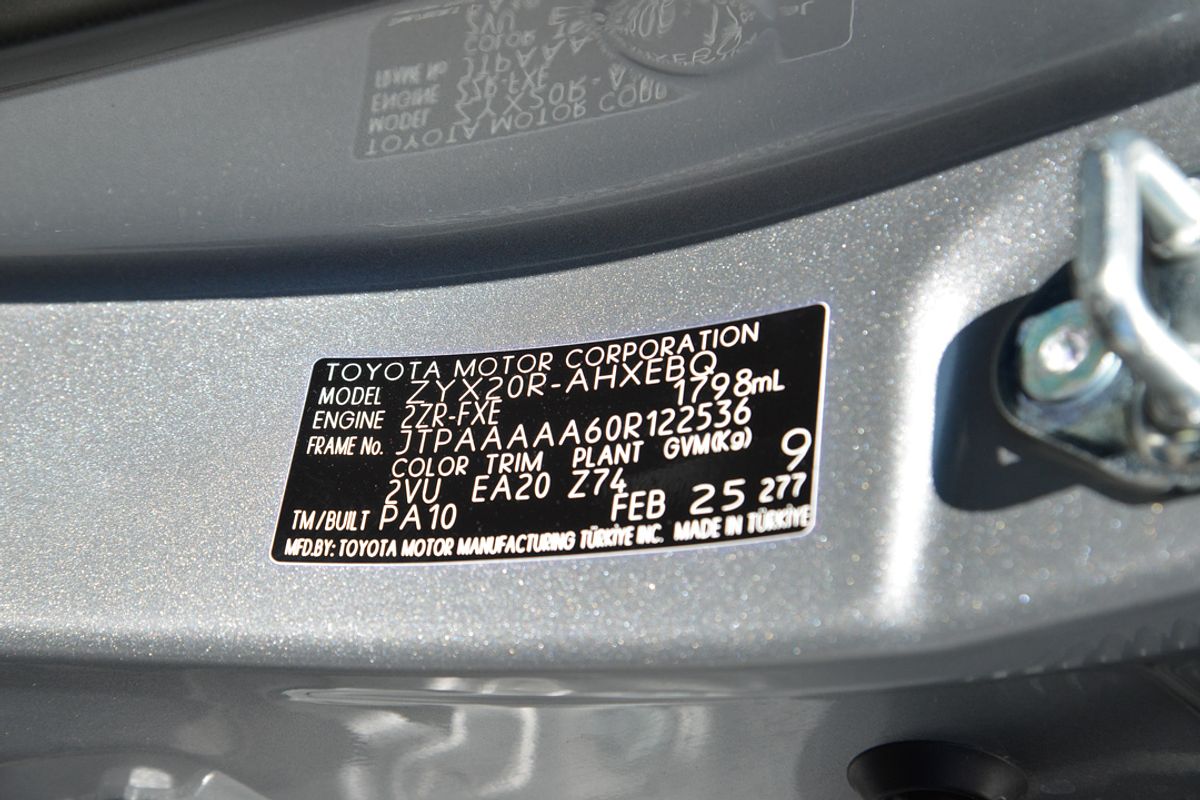 TOYOTA MOTOR CORPORATION
MODEL ZYX20R-AHXEBQ
ENGINE 2ZR-FXE 1798mL
FRAME No. JTPAAAAA60R122536
COLOR TRIM PLANT GVM(Kg) 9
2VU EA20 Z74
TM/BUILT PA10 FEB 25 277
MFD.BY: TOYOTA MOTOR MANUFACTURING TÜRKİYE INC. MADE IN TÜRKİYE